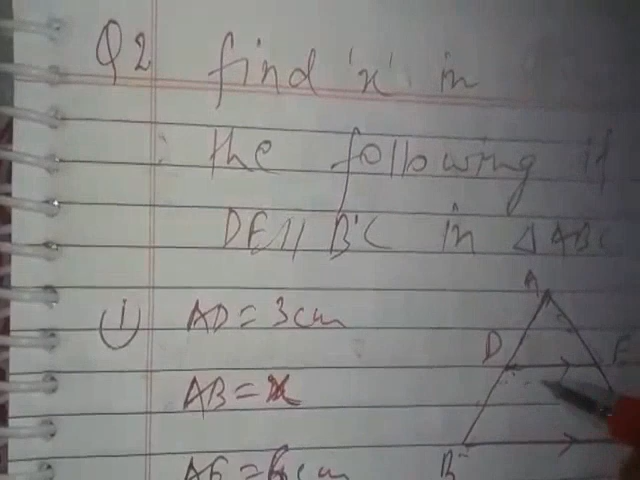 Q2 find 'x' in
the following if
DE || BC in △ABC
(i) AD = 3cm
A
D E
AB = x
B